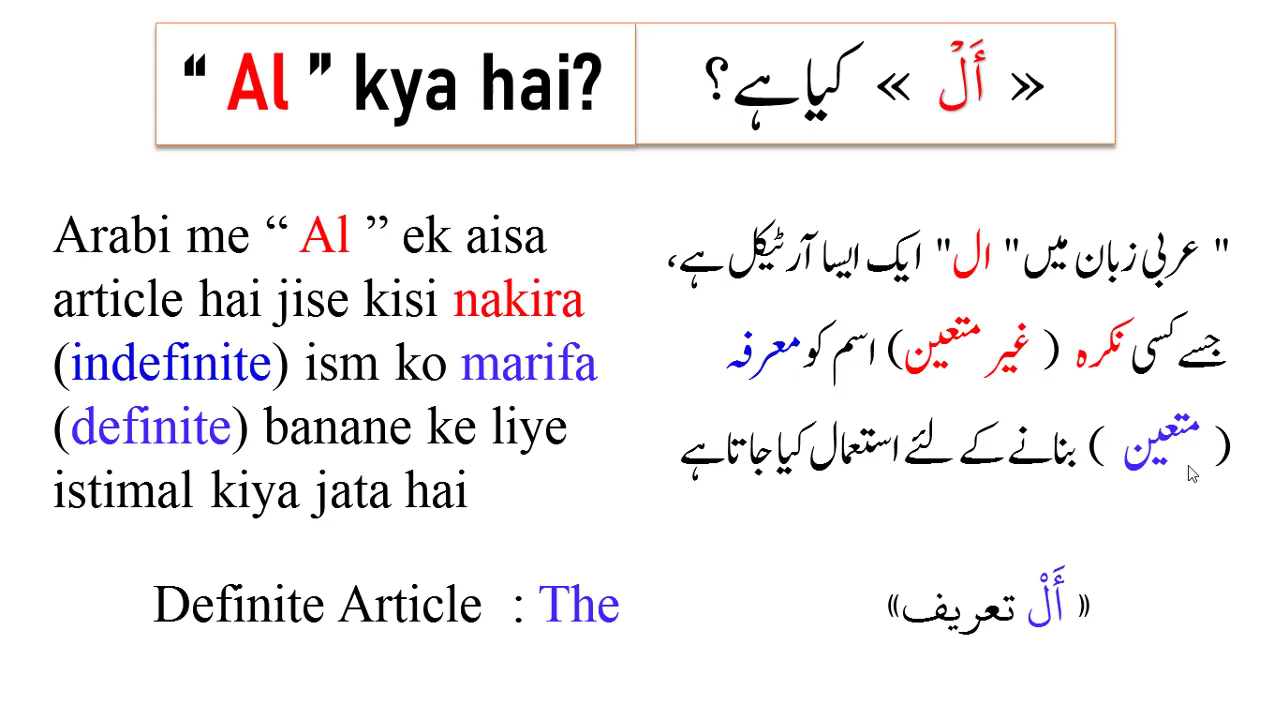 “ Al ” kya hai?
« أَلْ » کیا ہے؟
Arabi me “ Al ” ek aisa
article hai jise kisi nakira
(indefinite) ism ko marifa
(definite) banane ke liye
istimal kiya jata hai
" عربی زبان میں " ال" ایک ایسا آرٹیکل ہے،
جسے کسی نکرہ ( غیر متعین) اسم کو معرفہ
( متعین ) بنانے کے لئے استعمال کیا جاتا ہے
Definite Article : The
« أَلْ تعريف»